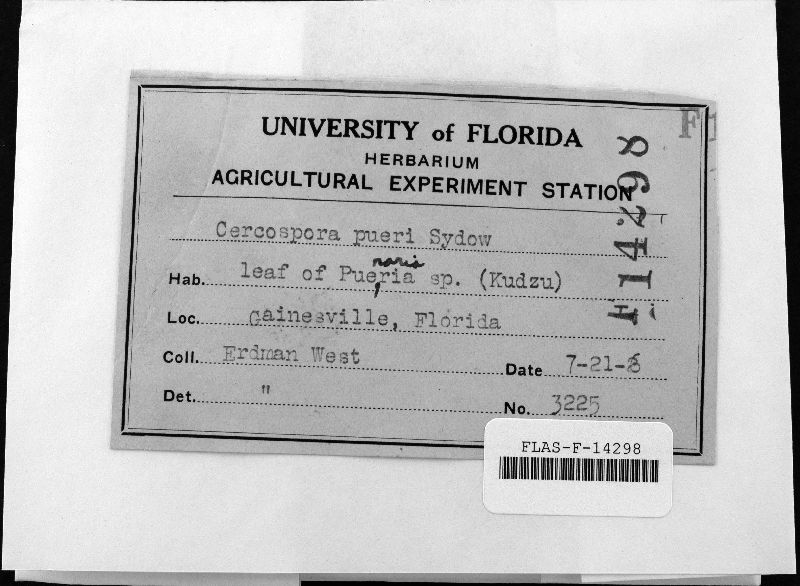 UNIVERSITY of FLORIDA
HERBARIUM
AGRICULTURAL EXPERIMENT STATION
Cercospora pueri Sydow
Hab. leaf of Pueria sp. (Kudzu)
raria
Loc. Gainesville, Florida
Coll. Erdman West Date 7-21-8
Det. " No. 3225
F14298
FLAS-F-14298